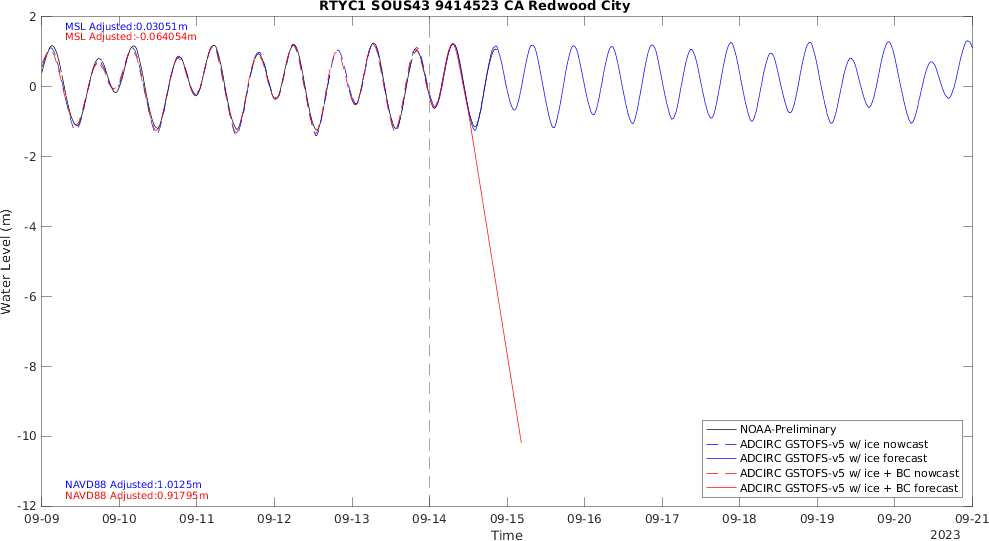 RTYC1 SOUS43 9414523 CA Redwood City
MSL Adjusted:0.03051m
MSL Adjusted:-0.064054m
2
0
-2
-4
-6
-8
-10
-12
Water Level (m)
NOAA-Preliminary
ADCIRC GSTOFS-v5 w/ ice nowcast
ADCIRC GSTOFS-v5 w/ ice forecast
ADCIRC GSTOFS-v5 w/ ice + BC nowcast
ADCIRC GSTOFS-v5 w/ ice + BC forecast
NAVD88 Adjusted:1.0125m
NAVD88 Adjusted:0.91795m
09-09 09-10 09-11 09-12 09-13 09-14 09-15 09-16 09-17 09-18 09-19 09-20 09-21
Time
2023